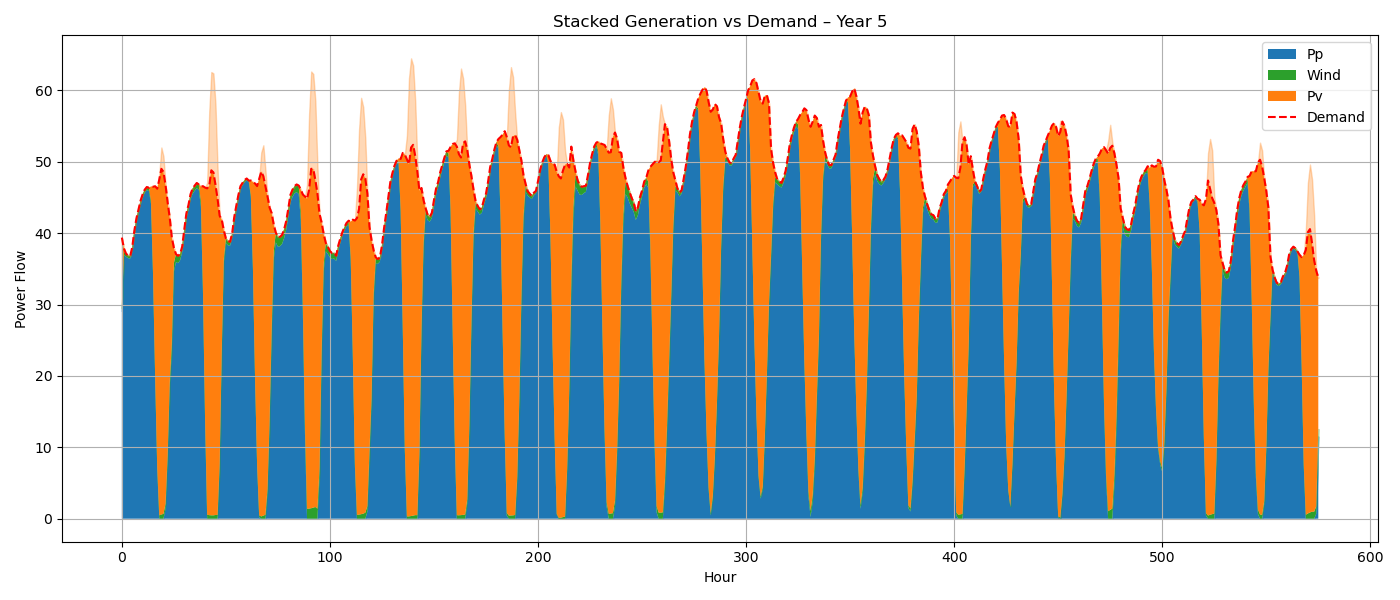 Stacked Generation vs Demand – Year 5
Power Flow
60
50
40
30
20
10
0
0 100 200 300 400 500 600
Hour
Pp
Wind
Pv
Demand